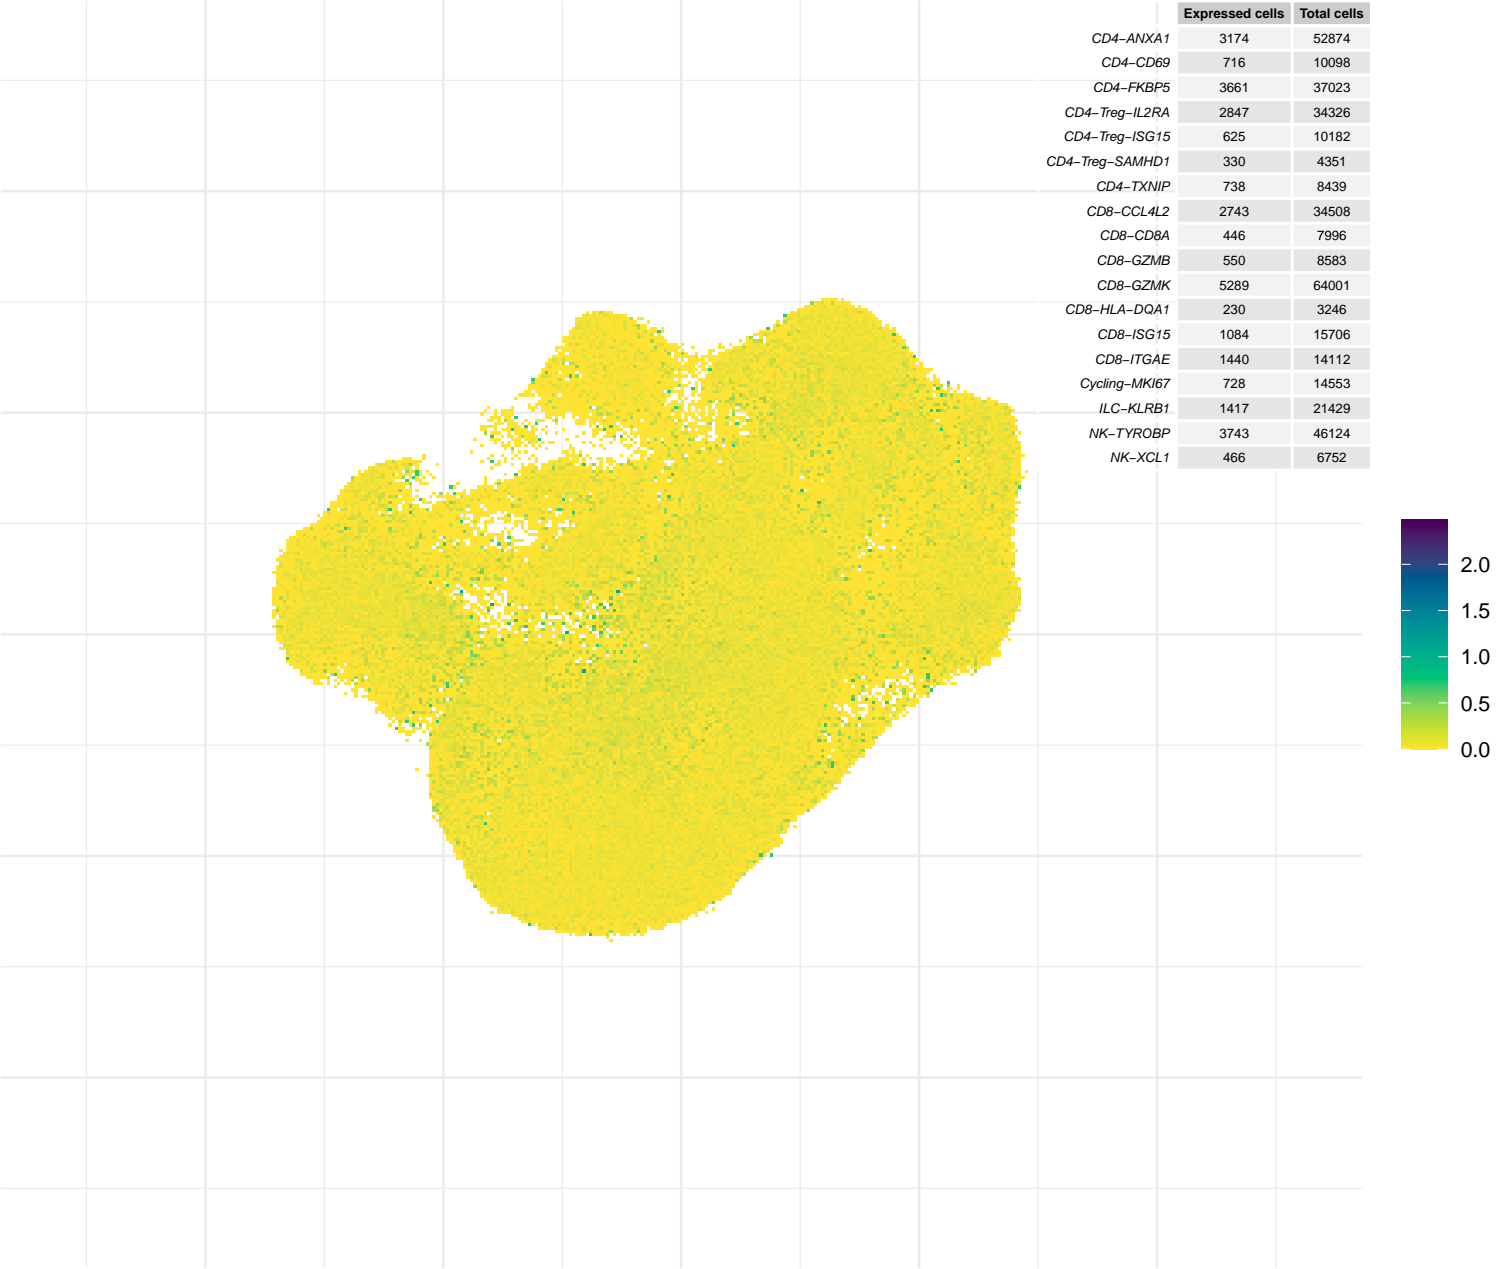 Expressed cells Total cells
CD4−ANXA1 3174 52874
CD4−CD69 716 10098
CD4−FKBP5 3661 37023
CD4−Treg−IL2RA 2847 34326
CD4−Treg−ISG15 625 10182
CD4−Treg−SAMHD1 330 4351
CD4−TXNIP 738 8439
CD8−CCL4L2 2743 34508
CD8−CD8A 446 7996
CD8−GZMB 550 8583
CD8−GZMK 5289 64001
CD8−HLA−DQA1 230 3246
CD8−ISG15 1084 15706
CD8−ITGAE 1440 14112
Cycling−MKI67 728 14553
ILC−KLRB1 1417 21429
NK−TYROBP 3743 46124
NK−XCL1 466 6752
2.0
1.5
1.0
0.5
0.0